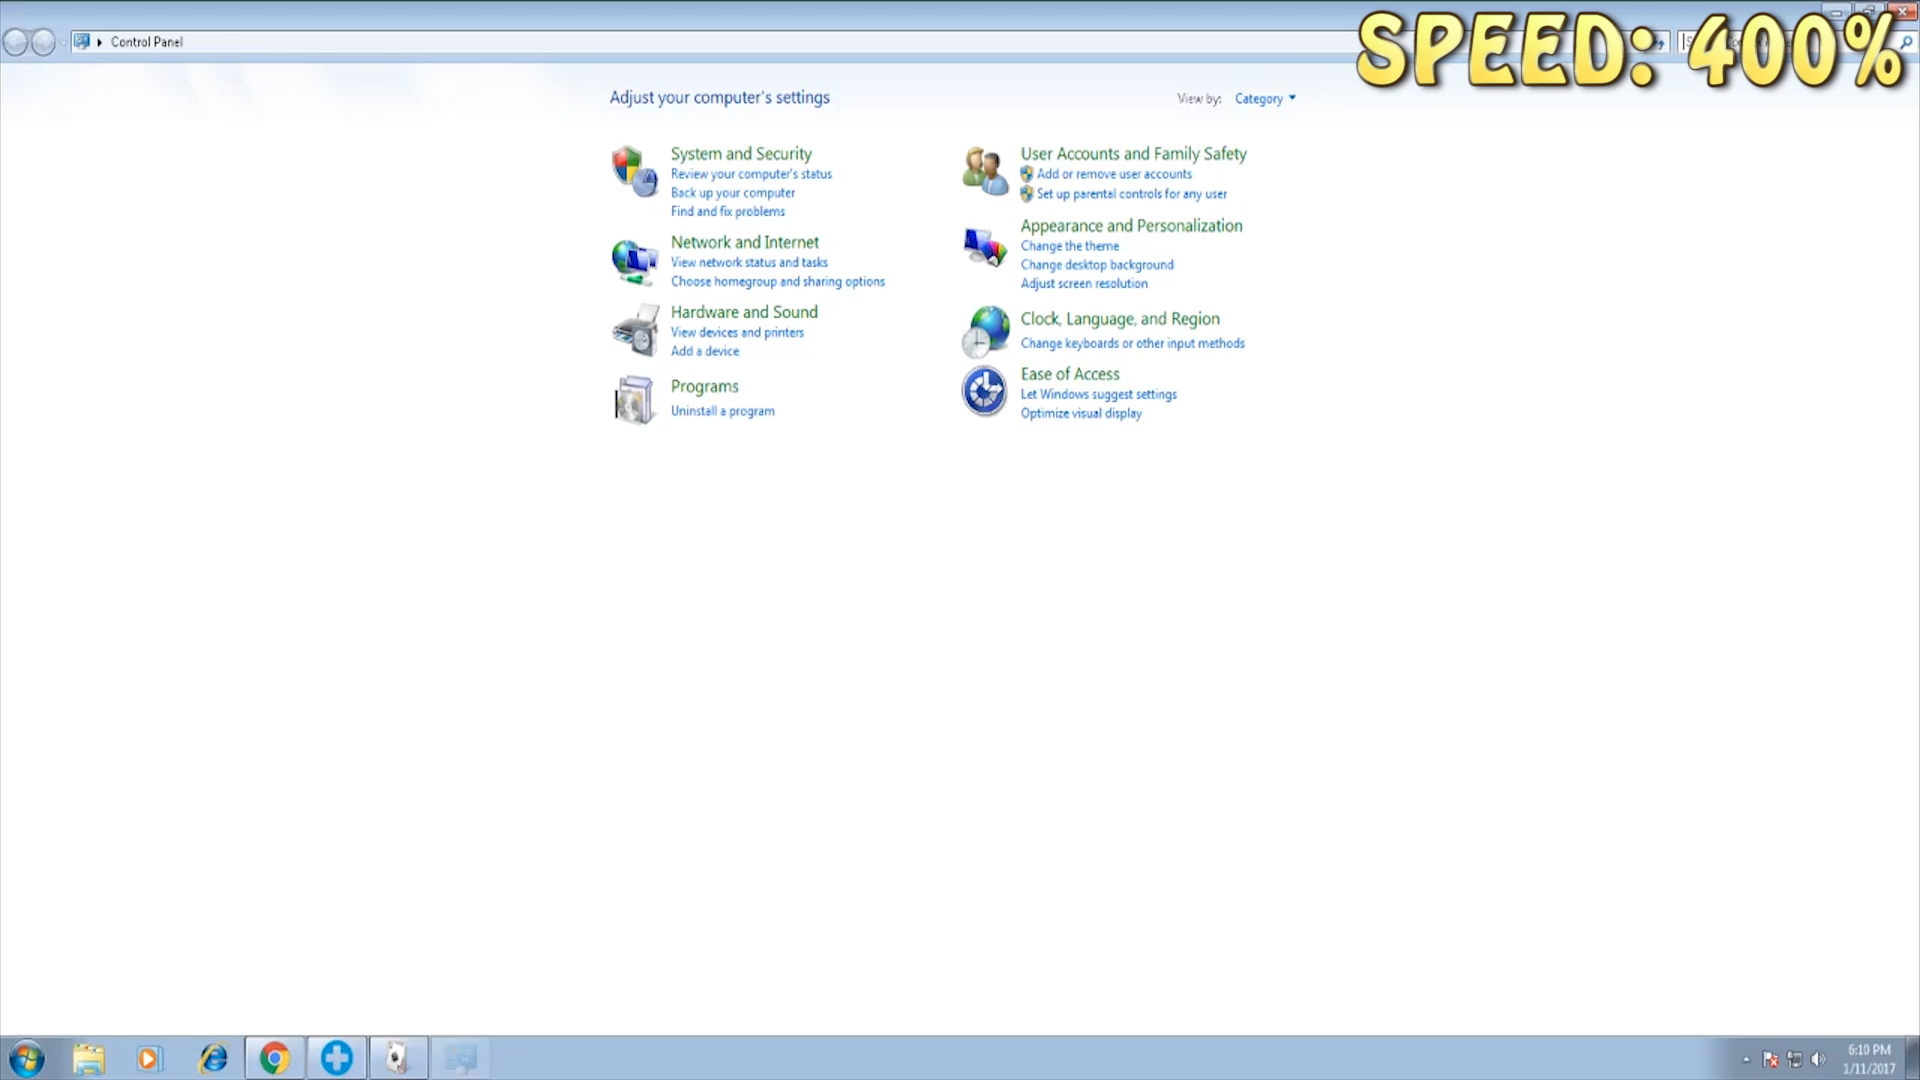 SPEED: 400%
Control Panel
Adjust your computer's settings
View by: Category
System and Security
Review your computer's status
Back up your computer
Find and fix problems
Network and Internet
View network status and tasks
Choose homegroup and sharing options
Hardware and Sound
View devices and printers
Add a device
Programs
Uninstall a program
User Accounts and Family Safety
Add or remove user accounts
Set up parental controls for any user
Appearance and Personalization
Change the theme
Change desktop background
Adjust screen resolution
Clock, Language, and Region
Change keyboards or other input methods
Ease of Access
Let Windows suggest settings
Optimize visual display
6:10 PM
1/11/2017